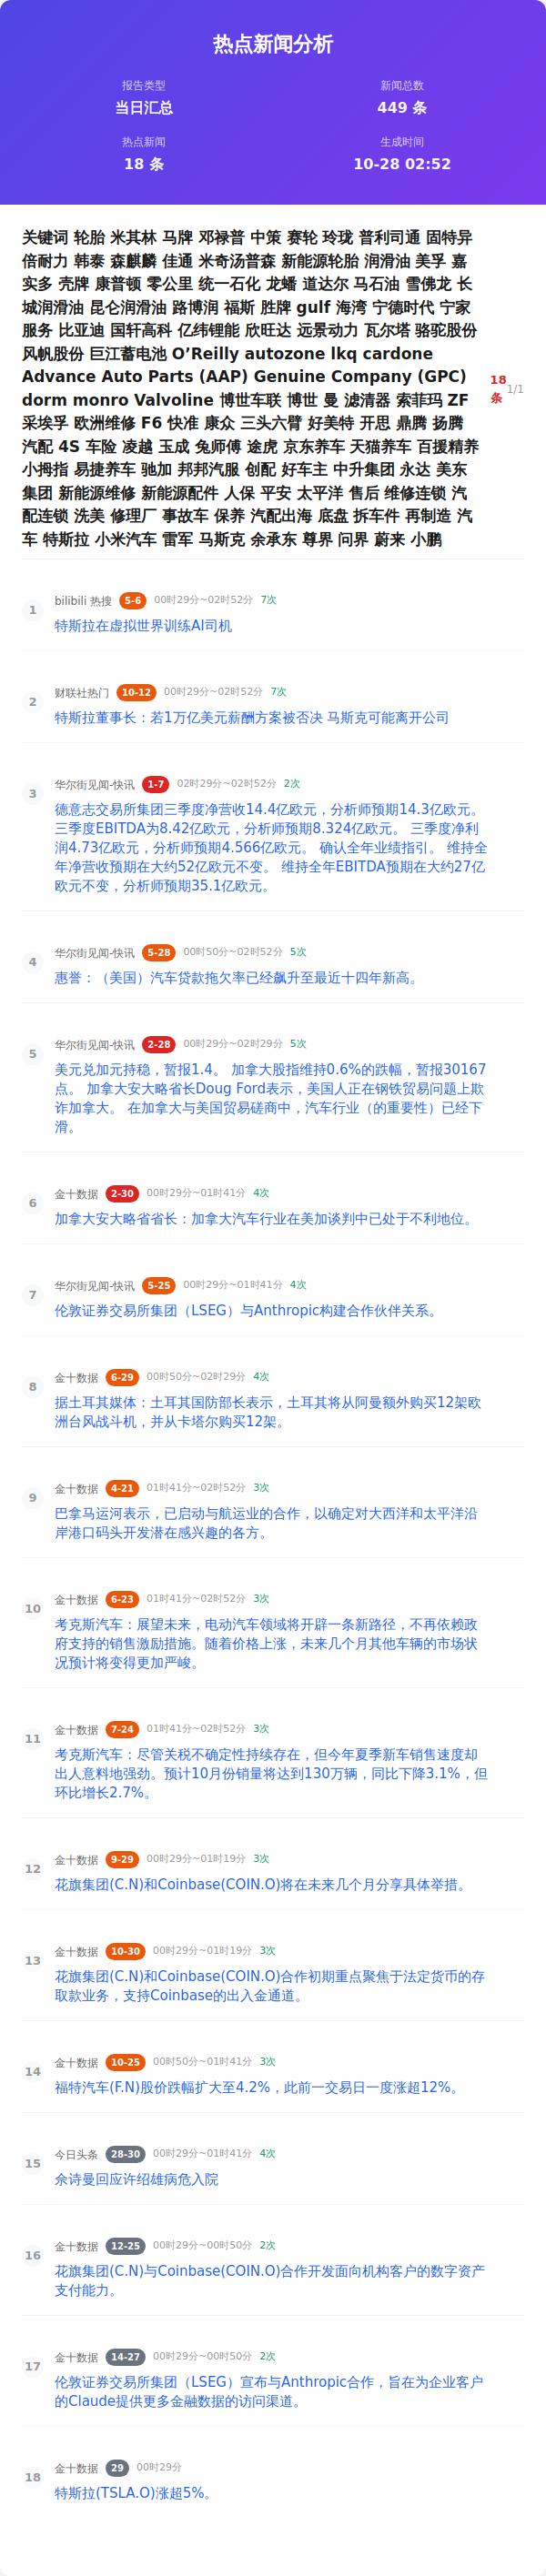 热点新闻分析
报告类型
当日汇总
新闻总数
449 条
热点新闻
18 条
生成时间
10-28 02:52
关键词 轮胎 米其林 马牌 邓禄普 中策 赛轮 玲珑 普利司通 固特异
倍耐力 韩泰 森麒麟 佳通 米奇汤普森 新能源轮胎 润滑油 美孚 嘉
实多 壳牌 康普顿 零公里 统一石化 龙蟠 道达尔 马石油 雪佛龙 长
城润滑油 昆仑润滑油 路博润 福斯 胜牌 gulf 海湾 宁德时代 宁家
服务 比亚迪 国轩高科 亿纬锂能 欣旺达 远景动力 瓦尔塔 骆驼股份
风帆股份 巨江蓄电池 O’Reilly autozone lkq cardone
Advance Auto Parts (AAP) Genuine Company (GPC)
dorm monro Valvoline 博世车联 博世 曼 滤清器 索菲玛 ZF
采埃孚 欧洲维修 F6 快准 康众 三头六臂 好美特 开思 鼎腾 扬腾
汽配 4S 车险 凌越 玉成 兔师傅 途虎 京东养车 天猫养车 百援精养
小拇指 易捷养车 驰加 邦邦汽服 创配 好车主 中升集团 永达 美东
集团 新能源维修 新能源配件 人保 平安 太平洋 售后 维修连锁 汽
配连锁 洗美 修理厂 事故车 保养 汽配出海 底盘 拆车件 再制造 汽
车 特斯拉 小米汽车 雷军 马斯克 余承东 尊界 问界 蔚来 小鹏
18
条
1/1
1
bilibili 热搜 5-6 00时29分~02时52分 7次
特斯拉在虚拟世界训练AI司机
2
财联社热门 10-12 00时29分~02时52分 7次
特斯拉董事长：若1万亿美元薪酬方案被否决 马斯克可能离开公司
3
华尔街见闻-快讯 1-7 02时29分~02时52分 2次
德意志交易所集团三季度净营收14.4亿欧元，分析师预期14.3亿欧元。
三季度EBITDA为8.42亿欧元，分析师预期8.324亿欧元。 三季度净利
润4.73亿欧元，分析师预期4.566亿欧元。 确认全年业绩指引。 维持全
年净营收预期在大约52亿欧元不变。 维持全年EBITDA预期在大约27亿
欧元不变，分析师预期35.1亿欧元。
4
华尔街见闻-快讯 5-28 00时50分~02时52分 5次
惠誉：（美国）汽车贷款拖欠率已经飙升至最近十四年新高。
5
华尔街见闻-快讯 2-28 00时29分~02时29分 5次
美元兑加元持稳，暂报1.4。 加拿大股指维持0.6%的跌幅，暂报30167
点。 加拿大安大略省长Doug Ford表示，美国人正在钢铁贸易问题上欺
诈加拿大。 在加拿大与美国贸易磋商中，汽车行业（的重要性）已经下
滑。
6
金十数据 2-30 00时29分~01时41分 4次
加拿大安大略省省长：加拿大汽车行业在美加谈判中已处于不利地位。
7
华尔街见闻-快讯 5-25 00时29分~01时41分 4次
伦敦证券交易所集团（LSEG）与Anthropic构建合作伙伴关系。
8
金十数据 6-29 00时50分~02时29分 4次
据土耳其媒体：土耳其国防部长表示，土耳其将从阿曼额外购买12架欧
洲台风战斗机，并从卡塔尔购买12架。
9
金十数据 4-21 01时41分~02时52分 3次
巴拿马运河表示，已启动与航运业的合作，以确定对大西洋和太平洋沿
岸港口码头开发潜在感兴趣的各方。
10
金十数据 6-23 01时41分~02时52分 3次
考克斯汽车：展望未来，电动汽车领域将开辟一条新路径，不再依赖政
府支持的销售激励措施。随着价格上涨，未来几个月其他车辆的市场状
况预计将变得更加严峻。
11
金十数据 7-24 01时41分~02时52分 3次
考克斯汽车：尽管关税不确定性持续存在，但今年夏季新车销售速度却
出人意料地强劲。预计10月份销量将达到130万辆，同比下降3.1%，但
环比增长2.7%。
12
金十数据 9-29 00时29分~01时19分 3次
花旗集团(C.N)和Coinbase(COIN.O)将在未来几个月分享具体举措。
13
金十数据 10-30 00时29分~01时19分 3次
花旗集团(C.N)和Coinbase(COIN.O)合作初期重点聚焦于法定货币的存
取款业务，支持Coinbase的出入金通道。
14
金十数据 10-25 00时50分~01时41分 3次
福特汽车(F.N)股价跌幅扩大至4.2%，此前一交易日一度涨超12%。
15
今日头条 28-30 00时29分~01时41分 4次
佘诗曼回应许绍雄病危入院
16
金十数据 12-25 00时29分~00时50分 2次
花旗集团(C.N)与Coinbase(COIN.O)合作开发面向机构客户的数字资产
支付能力。
17
金十数据 14-27 00时29分~00时50分 2次
伦敦证券交易所集团（LSEG）宣布与Anthropic合作，旨在为企业客户
的Claude提供更多金融数据的访问渠道。
18
金十数据 29 00时29分
特斯拉(TSLA.O)涨超5%。